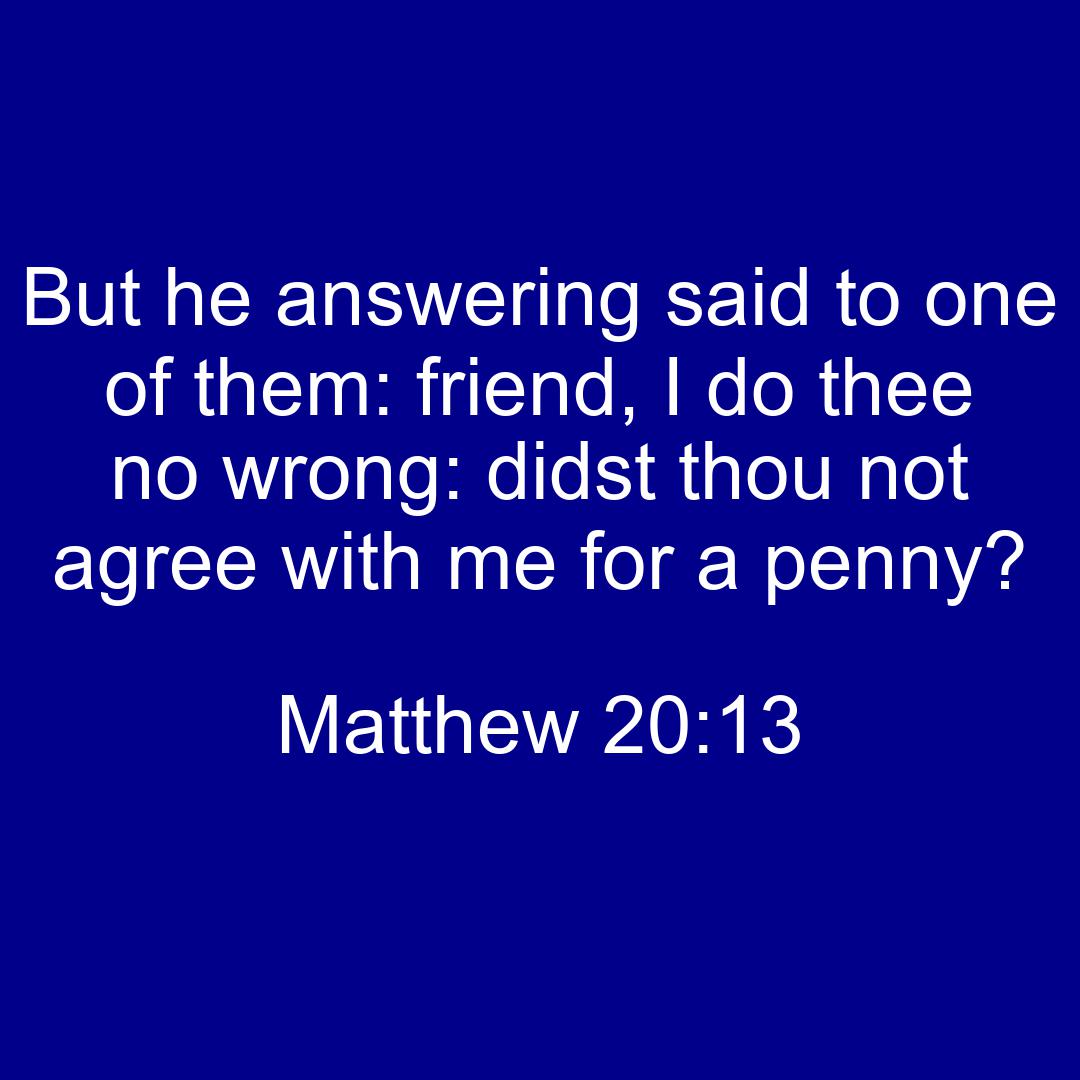 But he answering said to one
of them: friend, I do thee
no wrong: didst thou not
agree with me for a penny?
Matthew 20:13